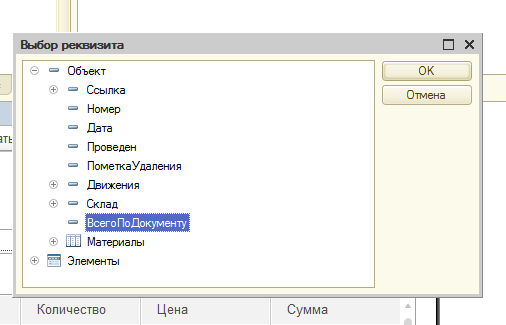 Выбор реквизита
Объект
OK
Ссылка
Отмена
Номер
Дата
Проведен
ПометкаУдаления
Движения
Склад
ВсегоПоДокументу
Материалы
Элементы
Количество Цена Сумма